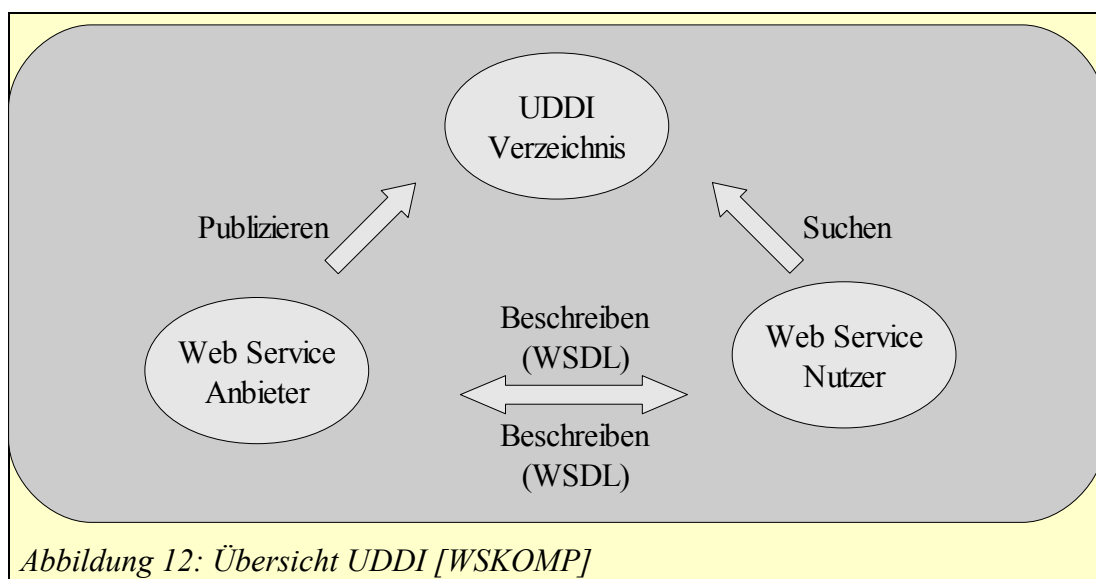 UDDI
Verzeichnis
Publizieren
Suchen
Web Service
Anbieter
Beschreiben
(WSDL)
Beschreiben
(WSDL)
Web Service
Nutzer
Abbildung 12: Übersicht UDDI [WSKOMP]